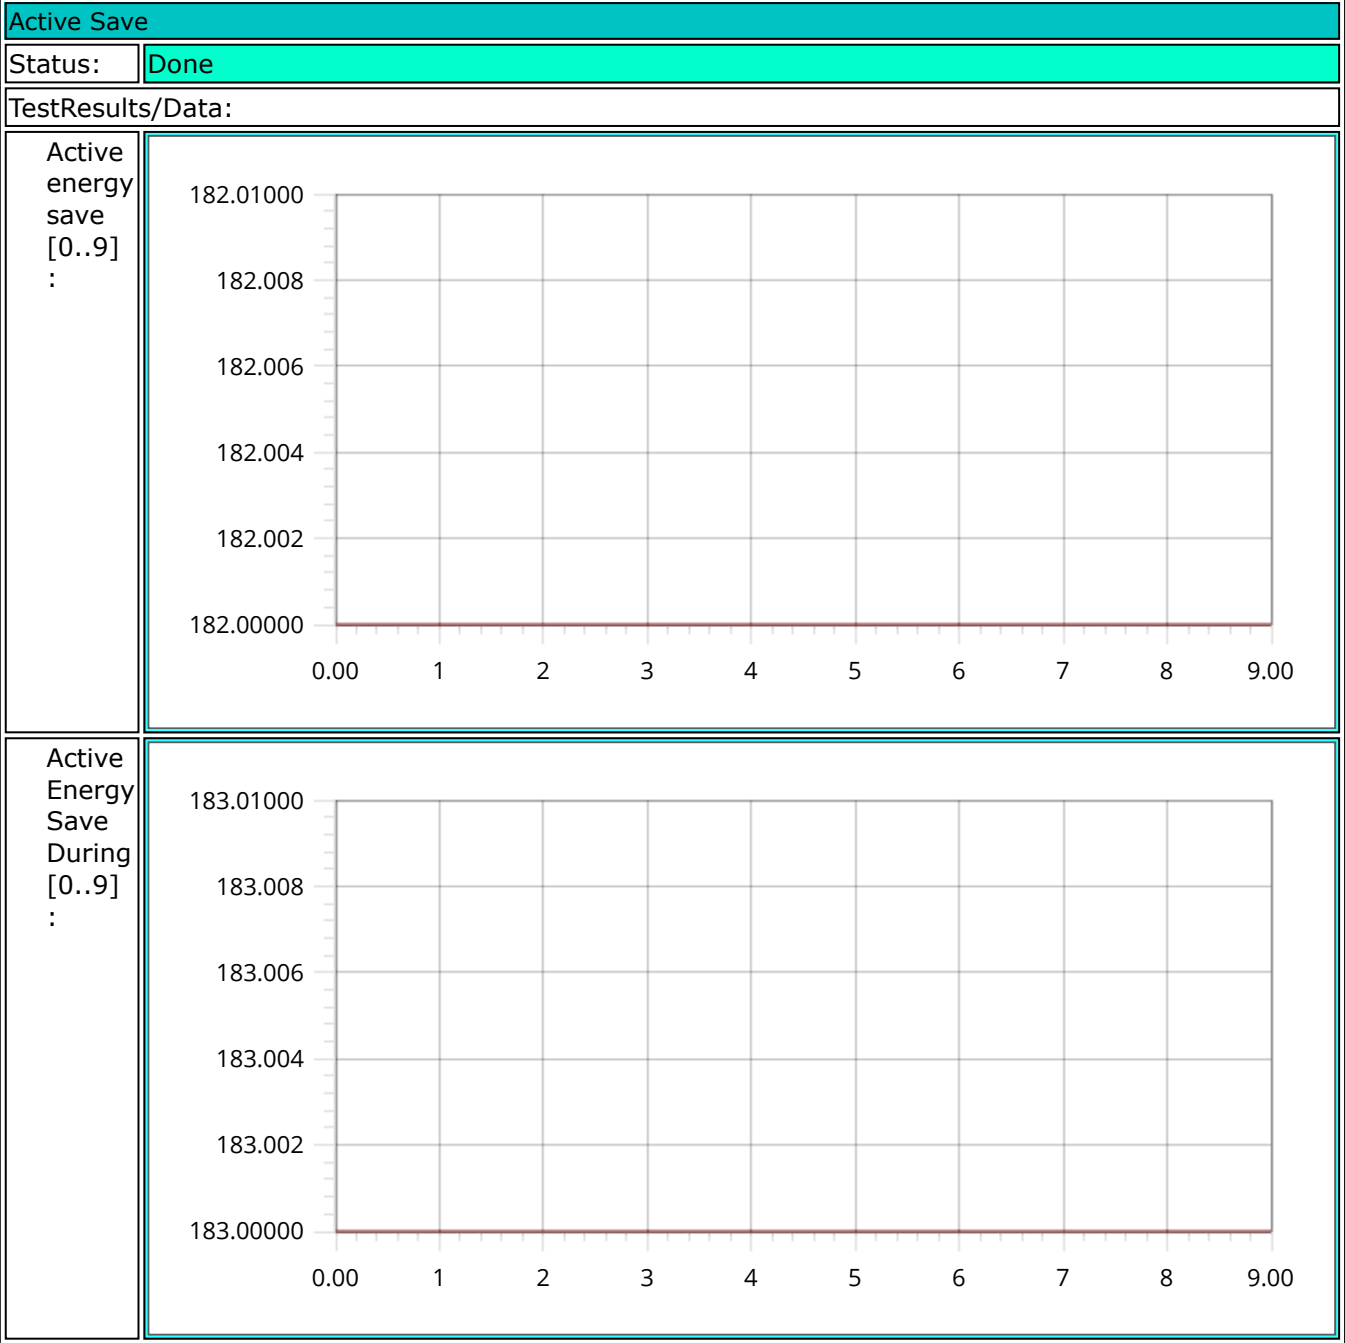 Active Save
Status: Done
TestResults/Data:
Active
energy
save
[0..9]
:
182.01000
182.008
182.006
182.004
182.002
182.00000
0.00 1 2 3 4 5 6 7 8 9.00
Active
Energy
Save
During
[0..9]
:
183.01000
183.008
183.006
183.004
183.002
183.00000
0.00 1 2 3 4 5 6 7 8 9.00